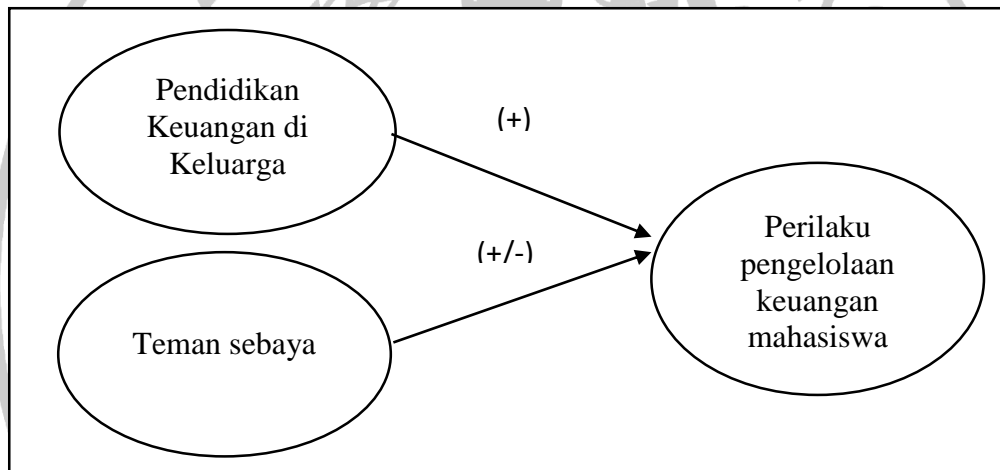 Pendidikan
Keuangan di
Keluarga
(+)
(+/-)
Teman sebaya
Perilaku
pengelolaan
keuangan
mahasiswa